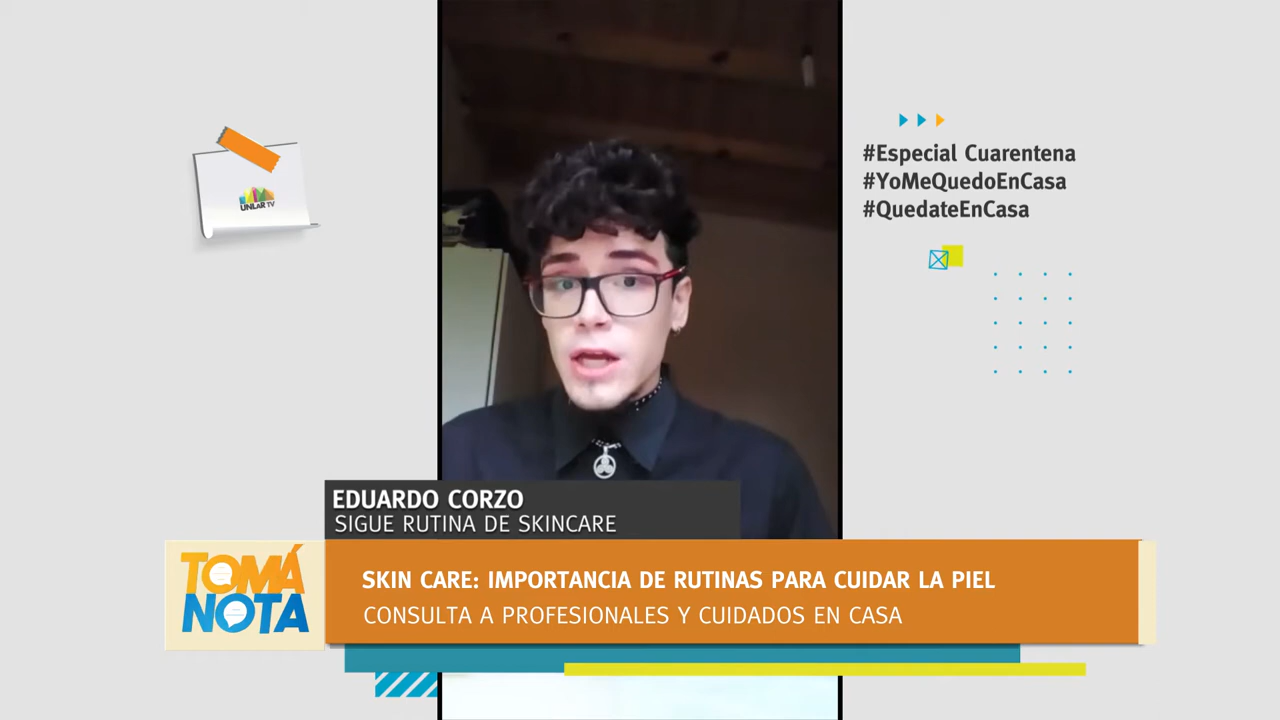 UNLAR TV
#Especial Cuarentena
#YoMeQuedoEnCasa
#QuedateEnCasa
EDUARDO CORZO
SIGUE RUTINA DE SKINCARE
TOMÁ
NOTA
SKIN CARE: IMPORTANCIA DE RUTINAS PARA CUIDAR LA PIEL
CONSULTA A PROFESIONALES Y CUIDADOS EN CASA